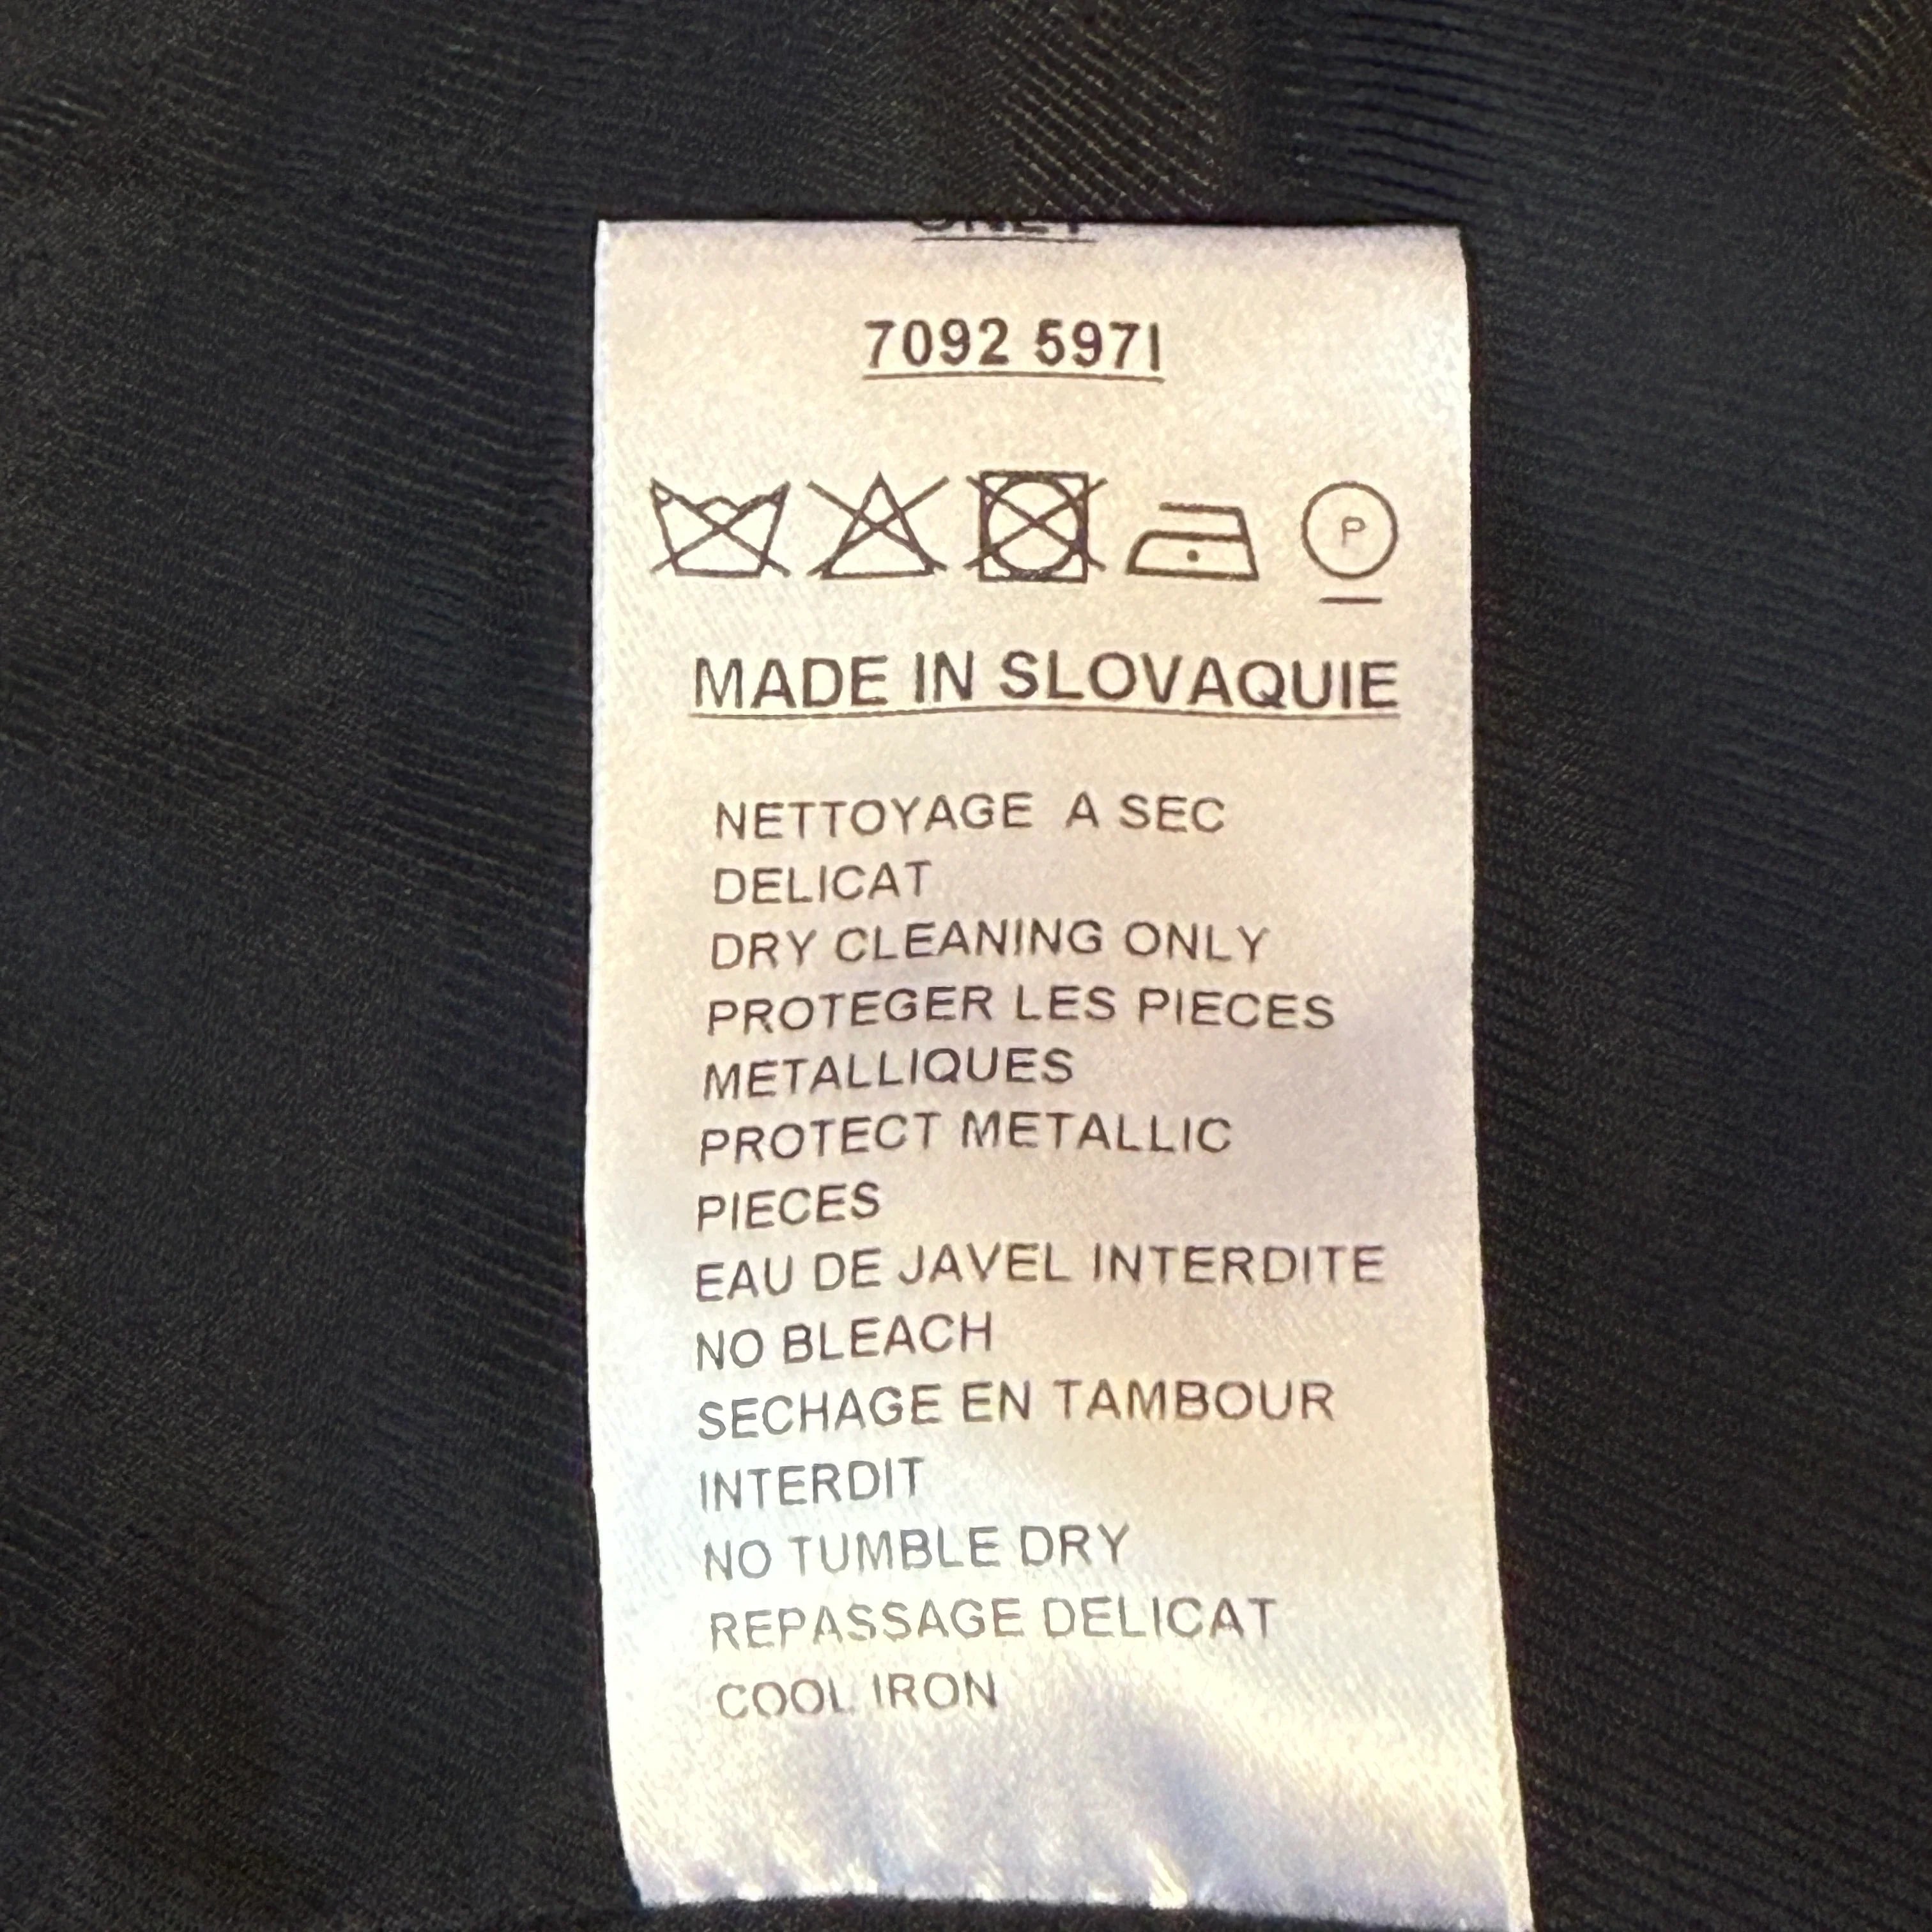 7092 597I
P
MADE IN SLOVAQUIE
NETTOYAGE A SEC
DELICAT
DRY CLEANING ONLY
PROTEGER LES PIECES
METALLIQUES
PROTECT METALLIC
PIECES
EAU DE JAVEL INTERDITE
NO BLEACH
SECHAGE EN TAMBOUR
INTERDIT
NO TUMBLE DRY
REPASSAGE DELICAT
COOL IRON